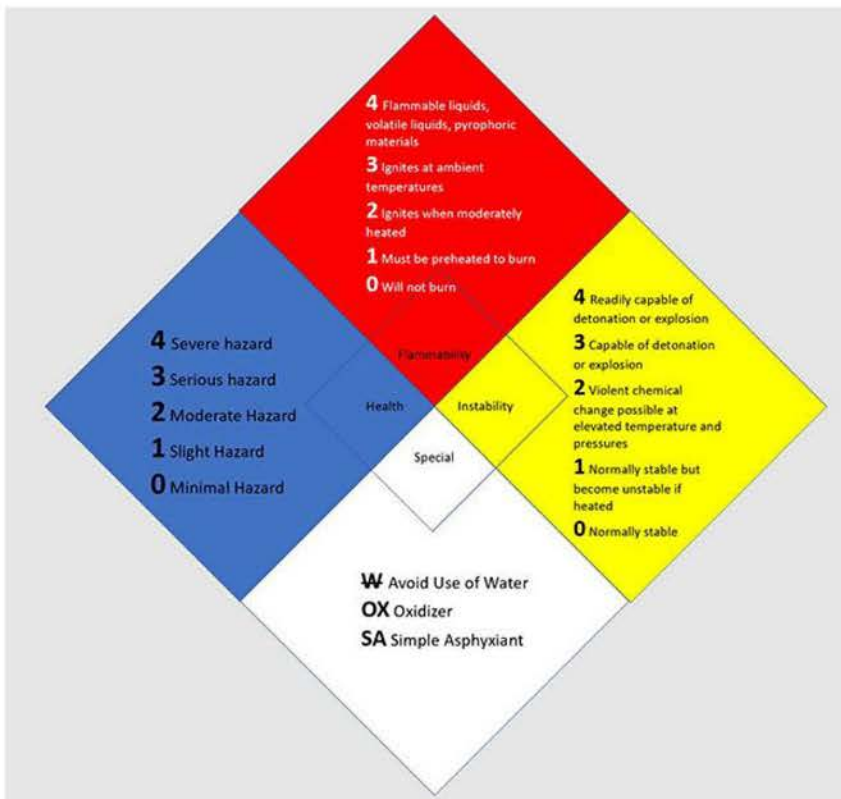 4 Flammable liquids,
volatile liquids, pyrophoric
materials
3 Ignites at ambient
temperatures
2 Ignites when moderately
heated
1 Must be preheated to burn
0 Will not burn
Flammability
4 Severe hazard
3 Serious hazard
2 Moderate Hazard
1 Slight Hazard
0 Minimal Hazard
Health
Instability
4 Readily capable of
detonation or explosion
3 Capable of detonation
or explosion
2 Violent chemical
change possible at
elevated temperature and
pressures
1 Normally stable but
become unstable if
heated
0 Normally stable
Special
W Avoid Use of Water
OX Oxidizer
SA Simple Asphyxiant